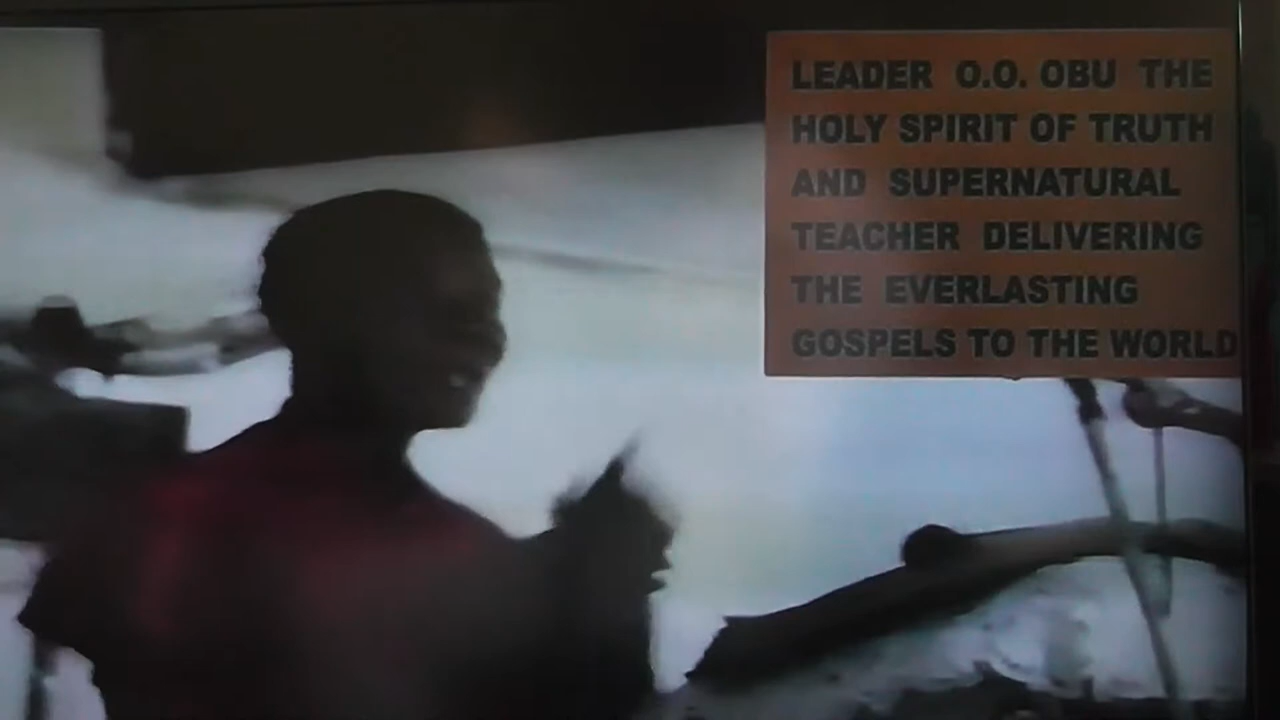 LEADER O.O. OBU THE
HOLY SPIRIT OF TRUTH
AND SUPERNATURAL
TEACHER DELIVERING
THE EVERLASTING
GOSPELS TO THE WORLD